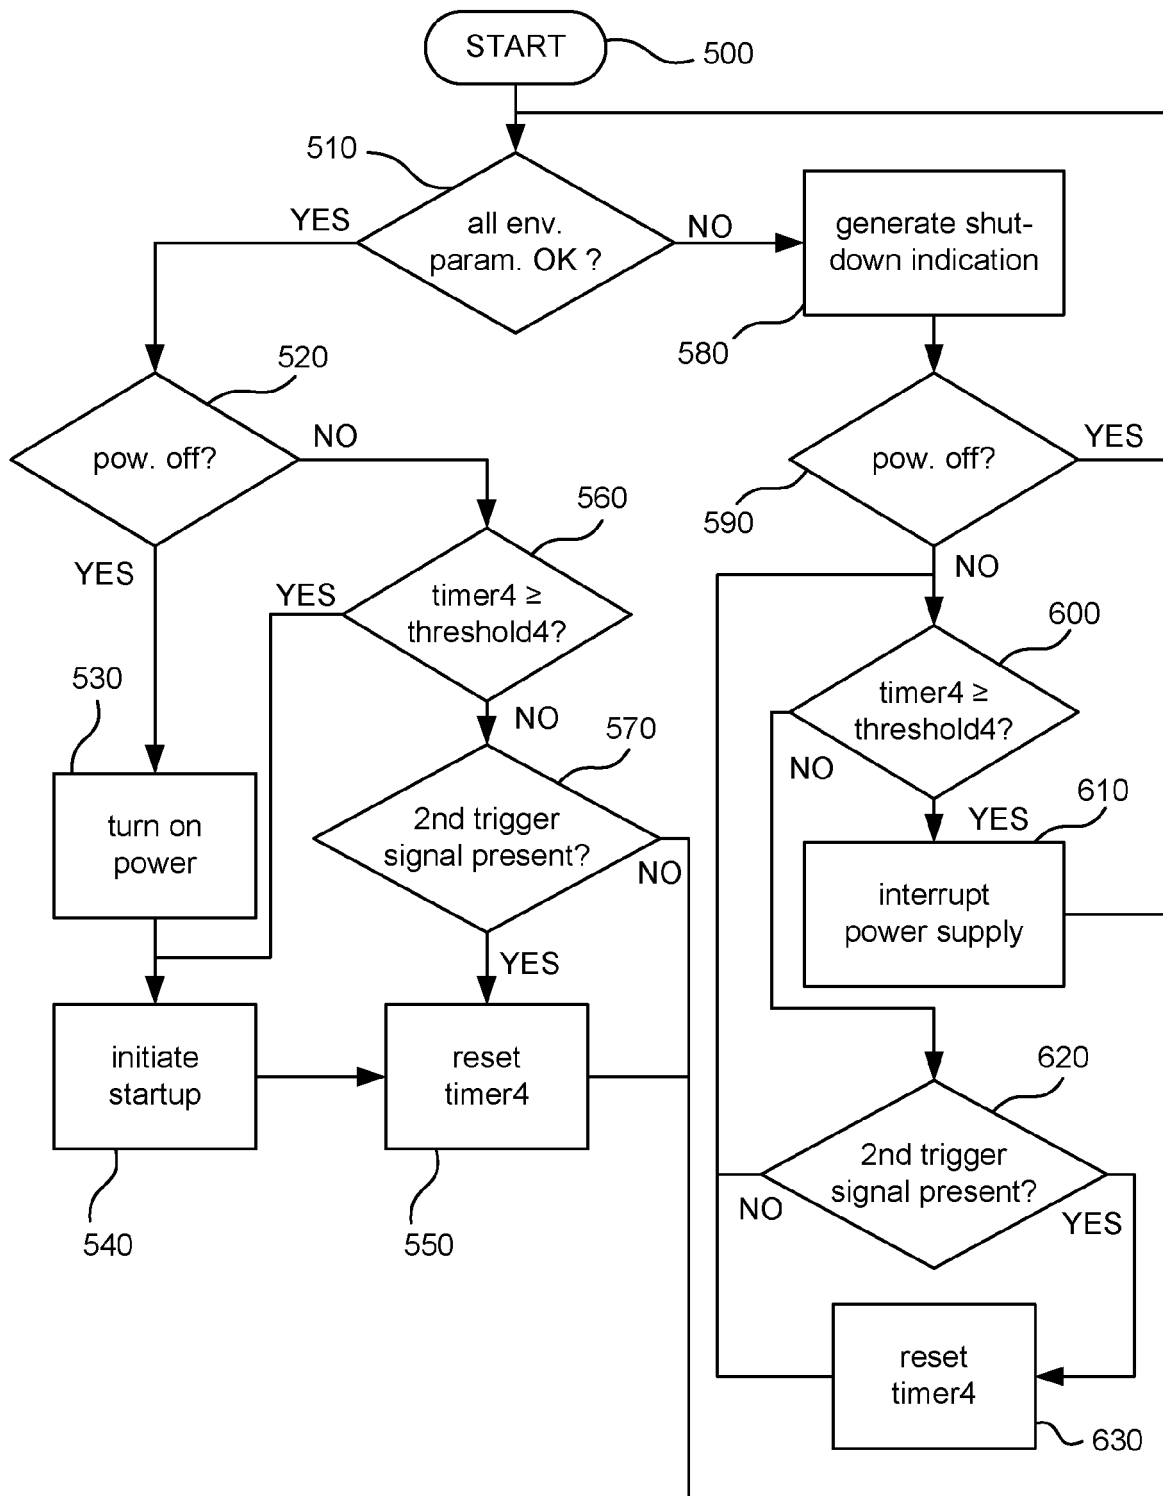 START
500
510
all env.
param. OK ?
YES
NO
generate shut-
down indication
580
520
pow. off?
NO
YES
pow. off?
YES
590
NO
560
timer4 ≥
threshold4?
YES
NO
600
timer4 ≥
threshold4?
NO
YES
530
turn on
power
570
2nd trigger
signal present?
NO
YES
610
interrupt
power supply
initiate
startup
540
reset
timer4
550
620
2nd trigger
signal present?
NO
YES
reset
timer4
630